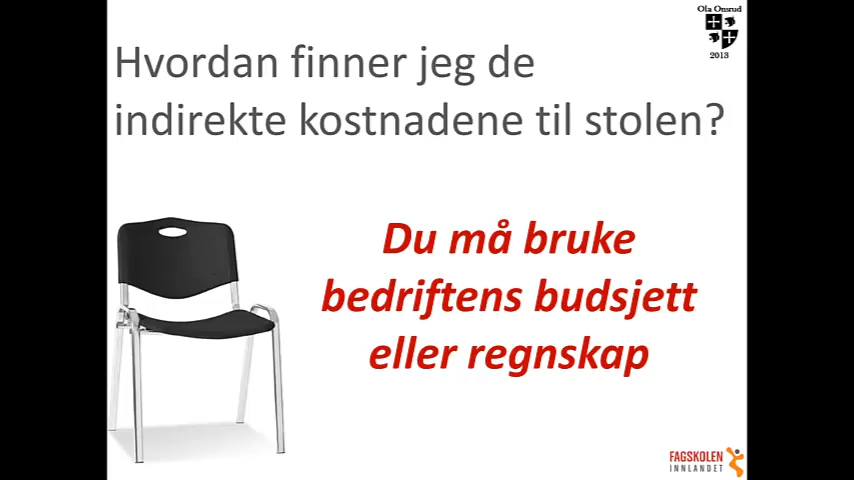 Ola Onsrud
2013
Hvordan finner jeg de
indirekte kostnadene til stolen?
Du må bruke
bedriftens budsjett
eller regnskap
FAGSKOLEN
INNLANDET